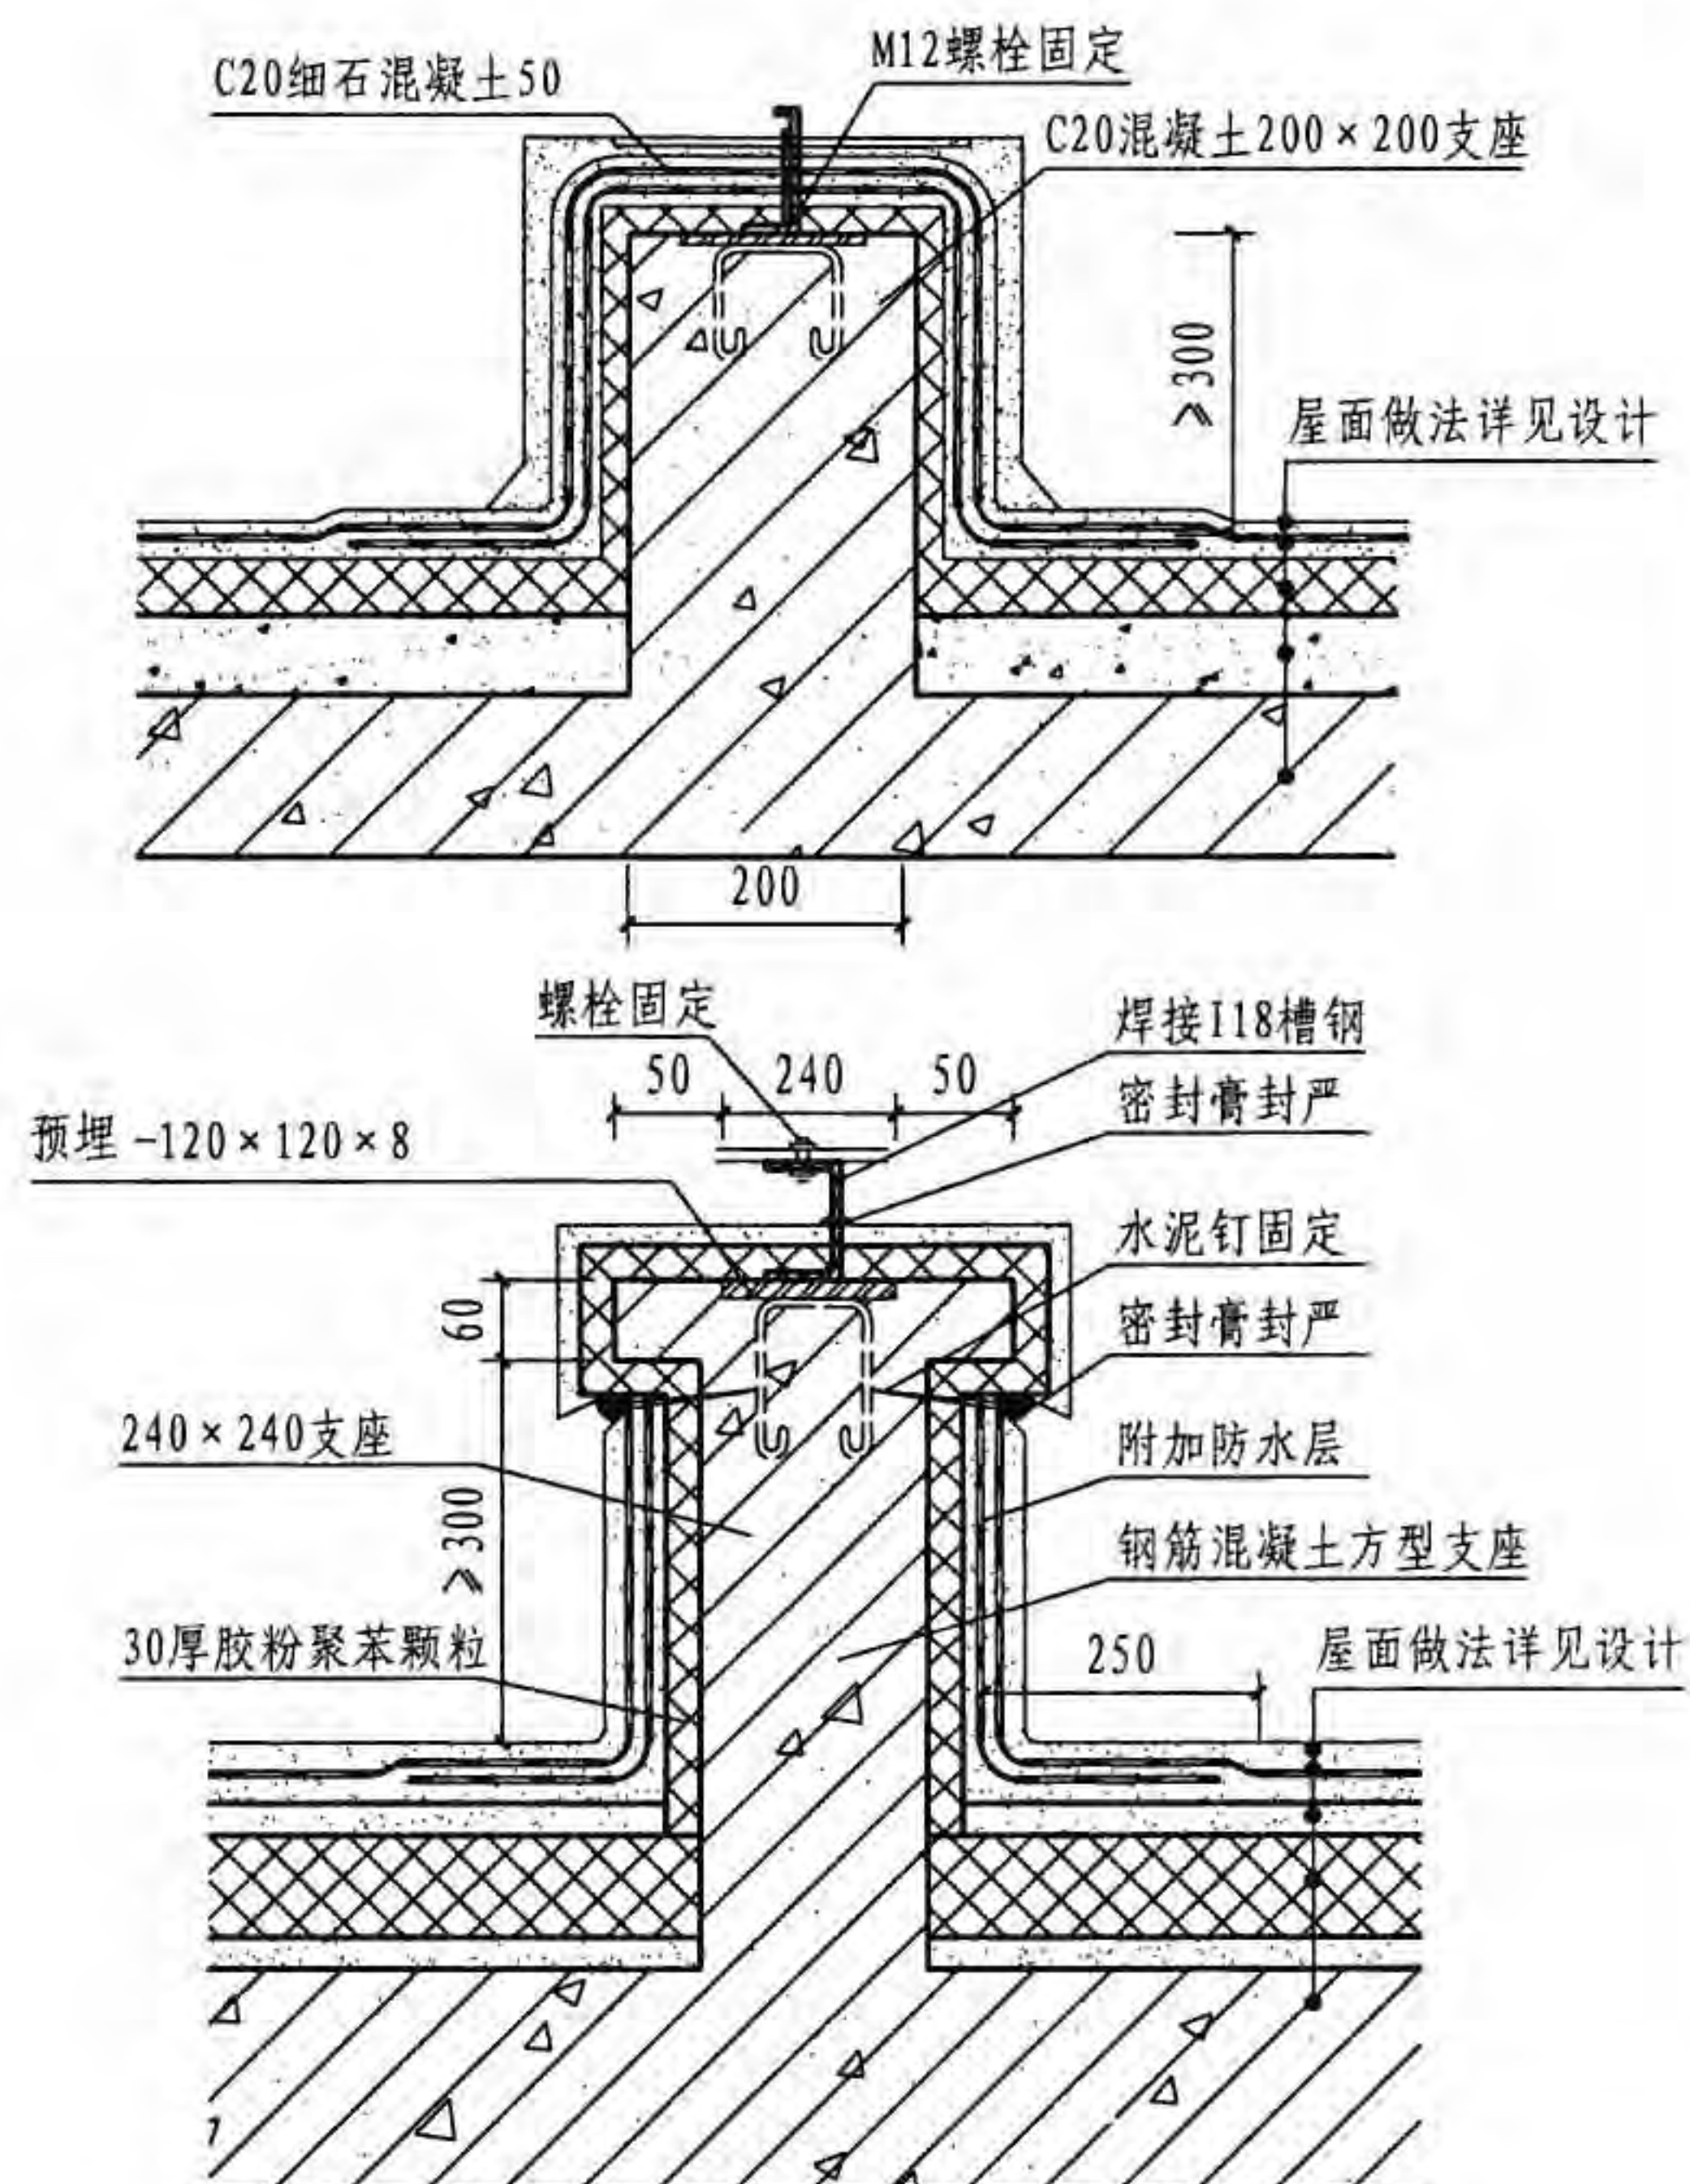 M12螺栓固定
C20细石混凝土50
C20混凝土200×200支座
≥300
屋面做法详见设计
200
螺栓固定
焊接I18槽钢
50
240
50
密封膏封严
预埋 -120×120×8
水泥钉固定
60
密封膏封严
240×240支座
附加防水层
≥300
钢筋混凝土方型支座
30厚胶粉聚苯颗粒
250
屋面做法详见设计